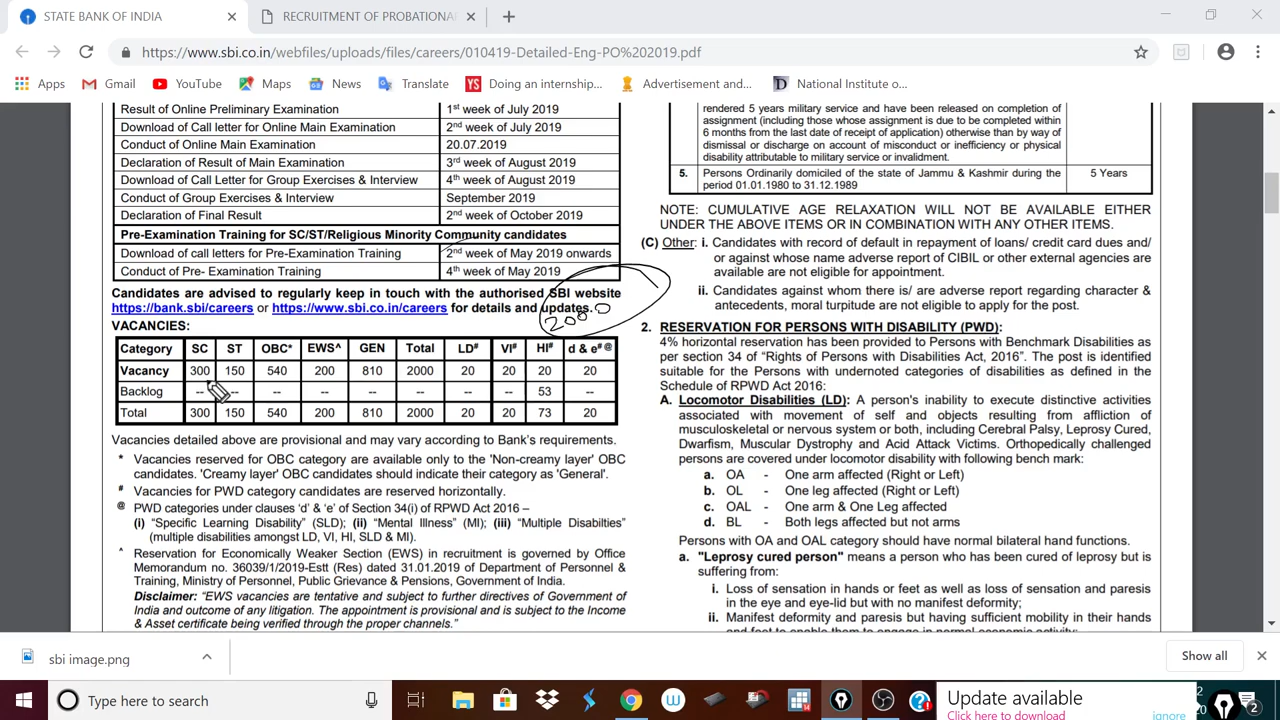 STATE BANK OF INDIA
RECRUITMENT OF PROBATIONA
https://www.sbi.co.in/webfiles/uploads/files/careers/010419-Detailed-Eng-PO%202019.pdf
Apps
Gmail
YouTube
Maps
News
Translate
Doing an internship...
Advertisement and...
National Institute o...
Result of Online Preliminary Examination 1st week of July 2019
Download of Call letter for Online Main Examination 2nd week of July 2019
Conduct of Online Main Examination 20.07.2019
Declaration of Result of Main Examination 3rd week of August 2019
Download of Call Letter for Group Exercises & Interview 4th week of August 2019
Conduct of Group Exercises & Interview September 2019
Declaration of Final Result 2nd week of October 2019
Pre-Examination Training for SC/ST/Religious Minority Community candidates
Download of call letters for Pre-Examination Training 2nd week of May 2019 onwards
Conduct of Pre- Examination Training 4th week of May 2019
Candidates are advised to regularly keep in touch with the authorised SBI website
https://bank.sbi/careers or https://www.sbi.co.in/careers for details and updates.
2000
VACANCIES:
Category SC ST OBC* EWS^ GEN Total LD# VI# HI# d & e# @
Vacancy 300 150 540 200 810 2000 20 20 20 20
Backlog -- -- -- -- -- -- -- -- 53 --
Total 300 150 540 200 810 2000 20 20 73 20
Vacancies detailed above are provisional and may vary according to Bank's requirements.
* Vacancies reserved for OBC category are available only to the 'Non-creamy layer' OBC
candidates. 'Creamy layer' OBC candidates should indicate their category as 'General'.
# Vacancies for PWD category candidates are reserved horizontally.
@ PWD categories under clauses 'd' & 'e' of Section 34(i) of RPWD Act 2016 –
(i) "Specific Learning Disability" (SLD); (ii) "Mental Illness" (MI); (iii) "Multiple Disabilties"
(multiple disabilities amongst LD, VI, HI, SLD & MI).
^ Reservation for Economically Weaker Section (EWS) in recruitment is governed by Office
Memorandum no. 36039/1/2019-Estt (Res) dated 31.01.2019 of Department of Personnel &
Training, Ministry of Personnel, Public Grievance & Pensions, Government of India.
Disclaimer: "EWS vacancies are tentative and subject to further directives of Government of
India and outcome of any litigation. The appointment is provisional and is subject to the Income
& Asset certificate being verified through the proper channels."
rendered 5 years military service and have been released on completion of
assignment (including those whose assignment is due to be completed within
6 months from the last date of receipt of application) otherwise than by way of
dismissal or discharge on account of misconduct or inefficiency or physical
disability attributable to military service or invalidment.
5. Persons Ordinarily domiciled of the state of Jammu & Kashmir during the 5 Years
period 01.01.1980 to 31.12.1989
NOTE: CUMULATIVE AGE RELAXATION WILL NOT BE AVAILABLE EITHER
UNDER THE ABOVE ITEMS OR IN COMBINATION WITH ANY OTHER ITEMS.
(C) Other: i. Candidates with record of default in repayment of loans/ credit card dues and/
or against whose name adverse report of CIBIL or other external agencies are
available are not eligible for appointment.
ii. Candidates against whom there is/ are adverse report regarding character &
antecedents, moral turpitude are not eligible to apply for the post.
2. RESERVATION FOR PERSONS WITH DISABILITY (PWD):
4% horizontal reservation has been provided to Persons with Benchmark Disabilities as
per section 34 of "Rights of Persons with Disabilities Act, 2016". The post is identified
suitable for the Persons with undernoted categories of disabilities as defined in the
Schedule of RPWD Act 2016:
A. Locomotor Disabilities (LD): A person's inability to execute distinctive activities
associated with movement of self and objects resulting from affliction of
musculoskeletal or nervous system or both, including Cerebral Palsy, Leprosy Cured,
Dwarfism, Muscular Dystrophy and Acid Attack Victims. Orthopedically challenged
persons are covered under locomotor disability with following bench mark:
a. OA - One arm affected (Right or Left)
b. OL - One leg affected (Right or Left)
c. OAL - One arm & One Leg affected
d. BL - Both legs affected but not arms
Persons with OA and OAL category should have normal bilateral hand functions.
a. "Leprosy cured person" means a person who has been cured of leprosy but is
suffering from:
i. Loss of sensation in hands or feet as well as loss of sensation and paresis
in the eye and eye-lid but with no manifest deformity;
ii. Manifest deformity and paresis but having sufficient mobility in their hands
and feet to enable them to engage in normal economic activity;
sbi image.png
Show all
Type here to search
Update available
Click here to download
ignore
2